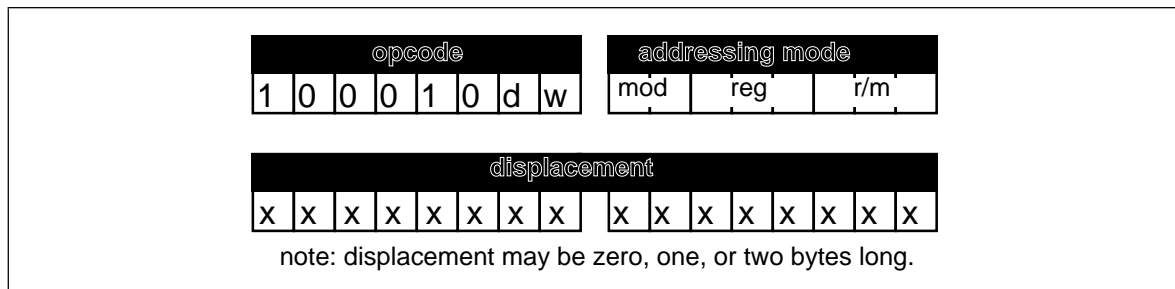 opcode addressing mode
1 0 0 0 1 0 d w mod reg r/m
displacement
x x x x x x x x x x x x x x x x
note: displacement may be zero, one, or two bytes long.